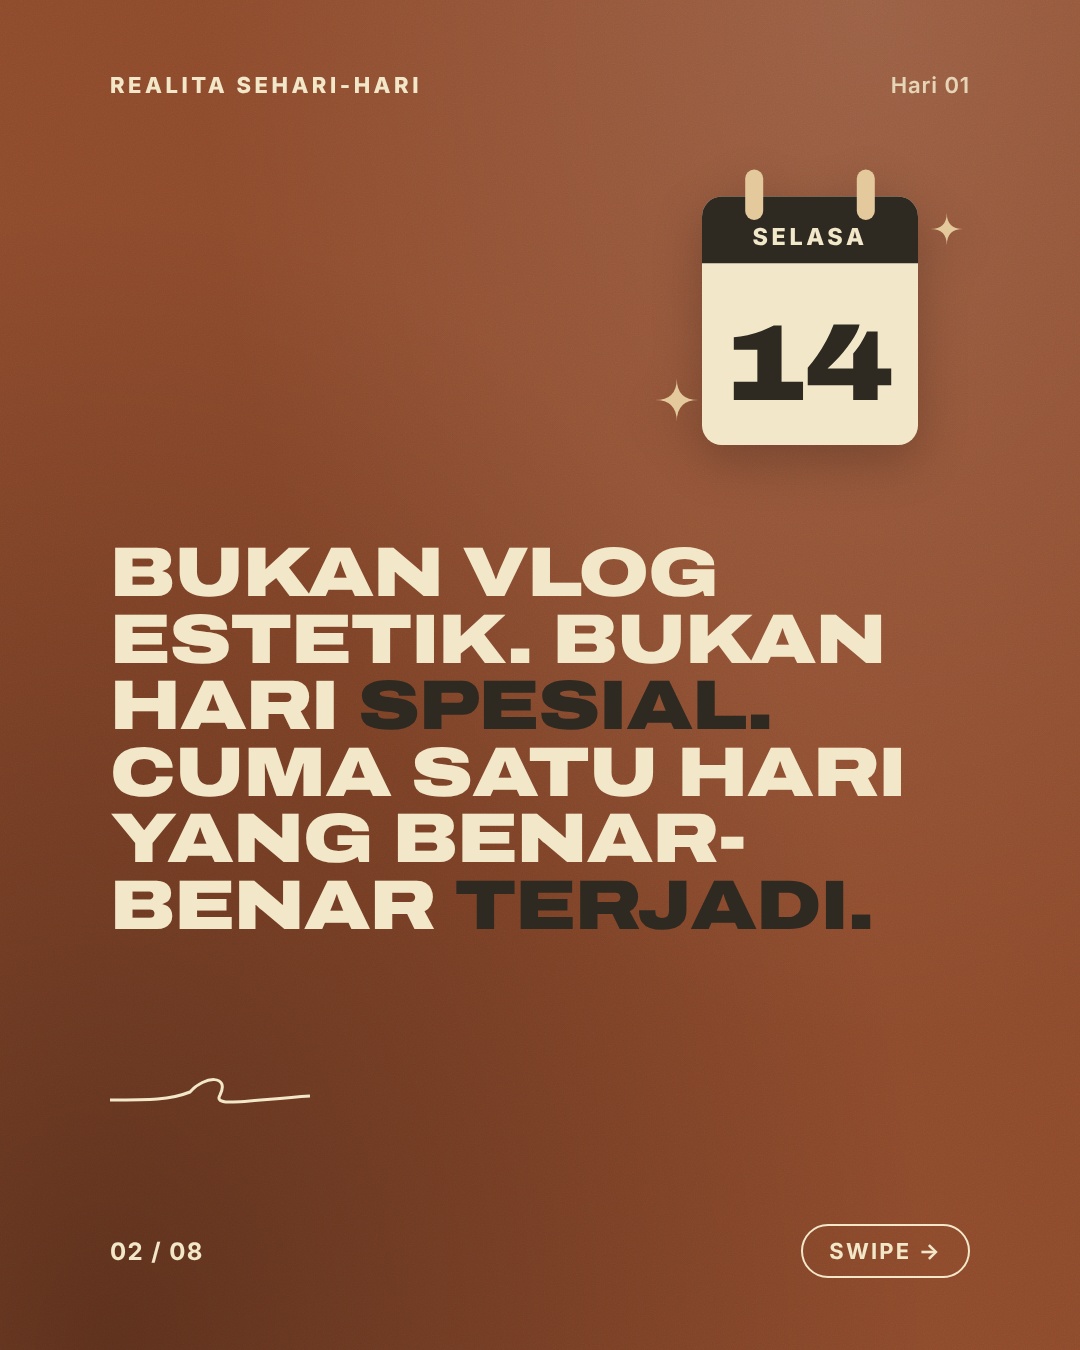 REALITA SEHARI-HARI
Hari 01
SELASA
14
BUKAN VLOG
ESTETIK. BUKAN
HARI SPESIAL.
CUMA SATU HARI
YANG BENAR-
BENAR TERJADI.
02 / 08
SWIPE →